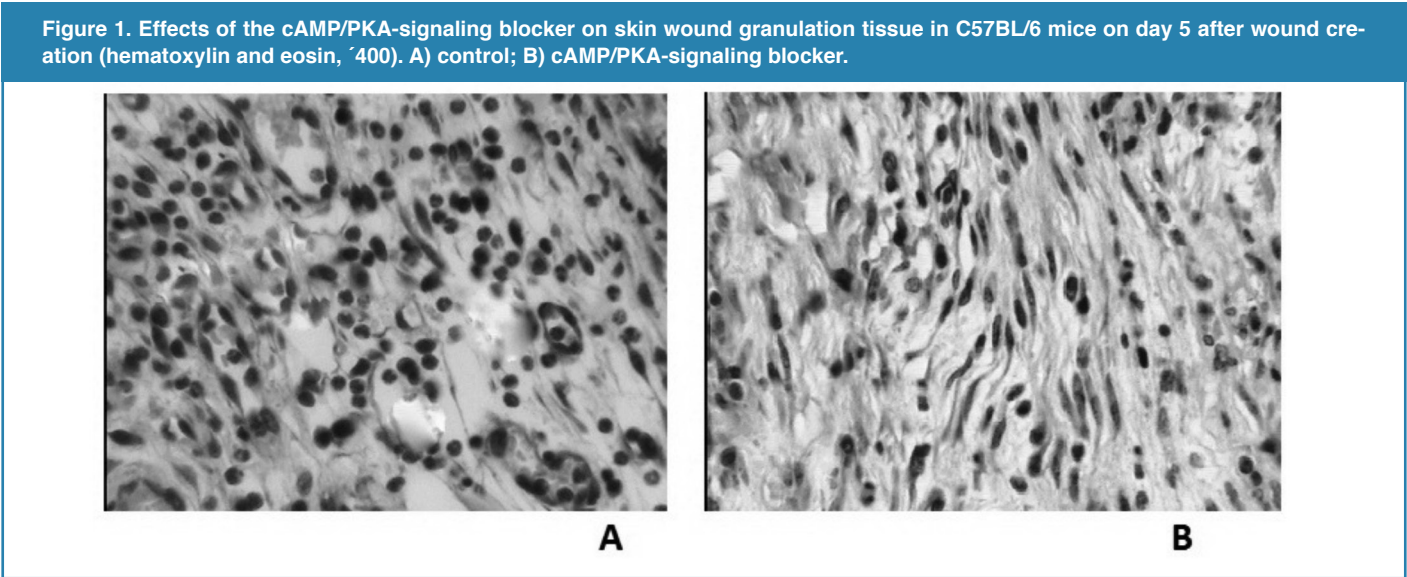 Figure 1. Effects of the cAMP/PKA-signaling blocker on skin wound granulation tissue in C57BL/6 mice on day 5 after wound cre-
ation (hematoxylin and eosin, ´400). A) control; B) cAMP/PKA-signaling blocker.
A B